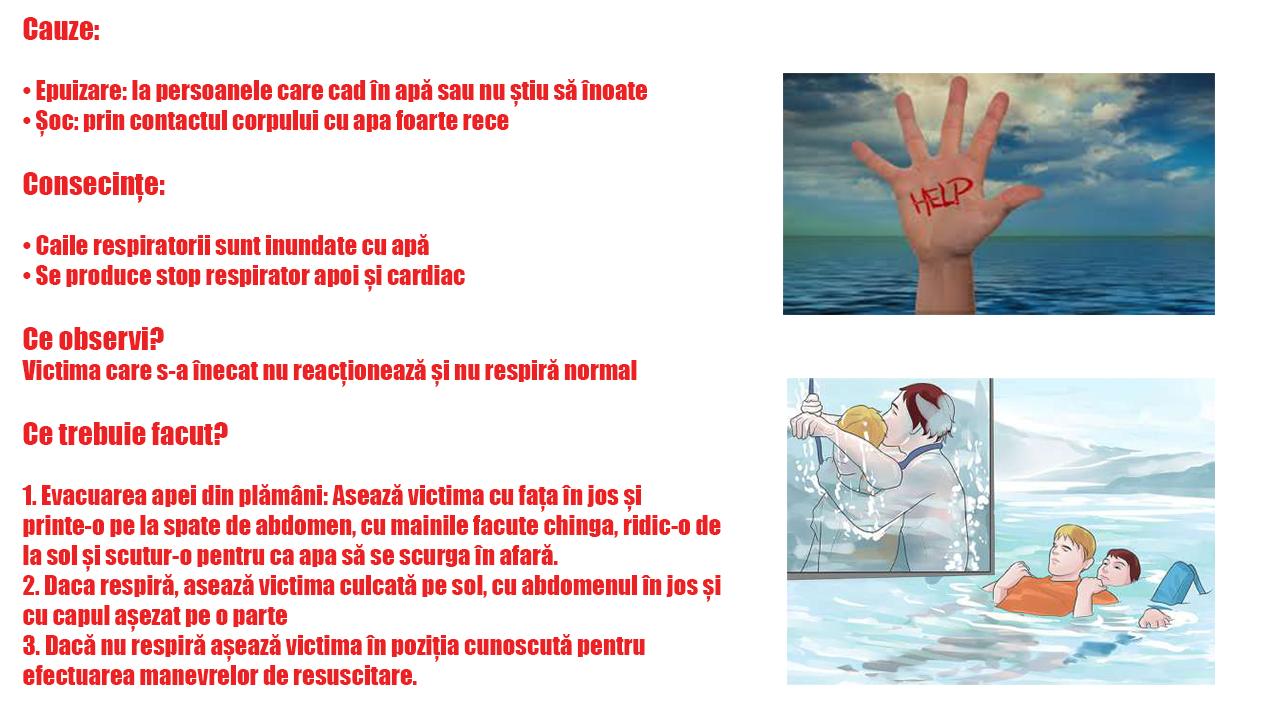 Cauze:
• Epuizare: la persoanele care cad în apă sau nu știu să înoate
• Șoc: prin contactul corpului cu apa foarte rece
Consecințe:
• Caile respiratorii sunt inundate cu apă
• Se produce stop respirator apoi și cardiac
Ce observi?
Victima care s-a înecat nu reacționează și nu respiră normal
Ce trebuie facut?
1. Evacuarea apei din plămâni: Asează victima cu fața în jos și
printe-o pe la spate de abdomen, cu mainile facute chinga, ridic-o de
la sol și scutur-o pentru ca apa să se scurga în afară.
2. Daca respiră, asează victima culcată pe sol, cu abdomenul în jos și
cu capul așezat pe o parte
3. Dacă nu respiră așează victima în poziția cunoscută pentru
efectuarea manevrelor de resuscitare.
HELP